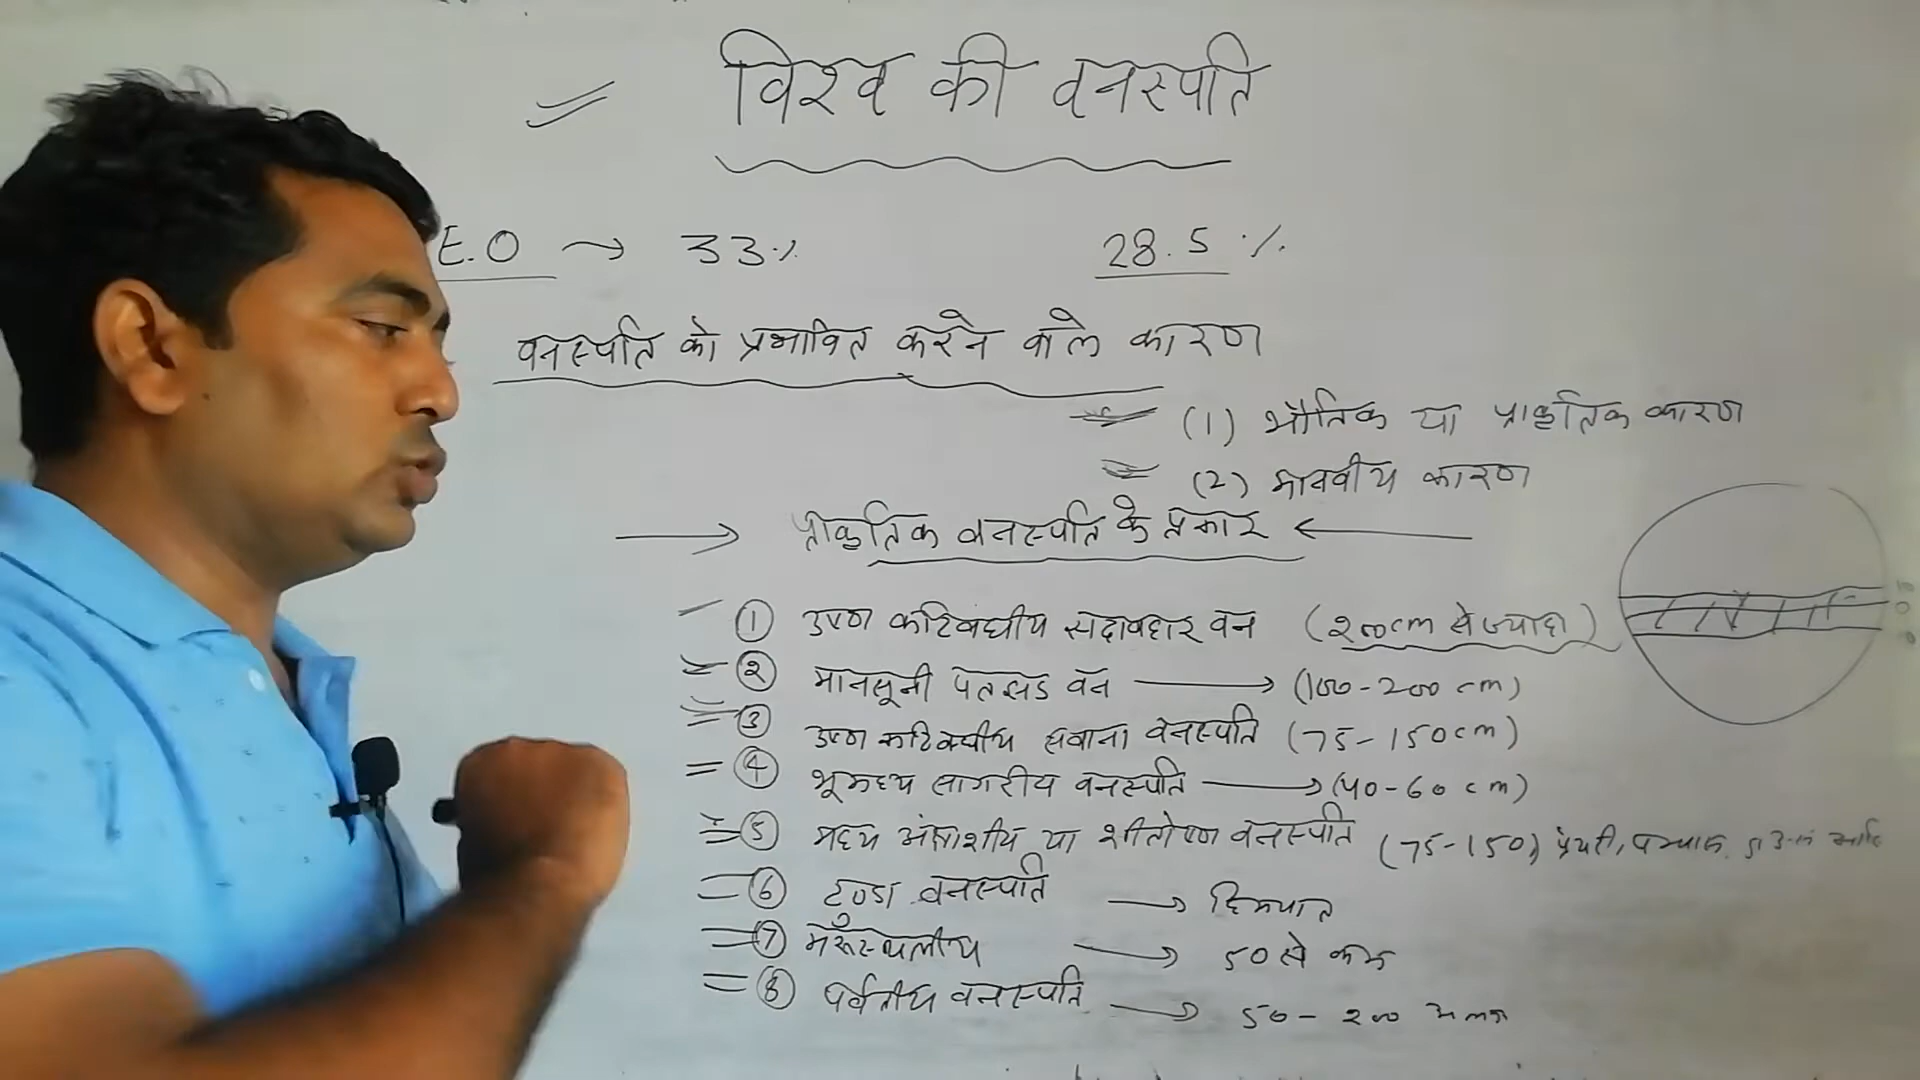 विश्व की वनस्पति
E.O → 33% 28.5%
वनस्पति को प्रभावित करने वाले कारण
(1) भौतिक या प्राकृतिक कारण
(2) मानवीय कारण
→ प्राकृतिक वनस्पति के प्रकार ←
① उष्ण कटिबंधीय सदाबहार वन (200cm से ज्यादा)
② मानसूनी पतझड वन → (100-200 cm)
③ उष्ण कटिबंधीय सवाना वनस्पति (75-150cm)
④ भूमध्य सागरीय वनस्पति → (40-60 cm)
⑤ मध्य अंक्षाशीय या शीतोष्ण वनस्पति (75-150) प्रेयरी, पम्पास,
⑥ टुण्डा वनस्पति → हिमपात
⑦ मरूस्थलीय → 50 से कम
⑧ पर्वतीय वनस्पति → 50-200